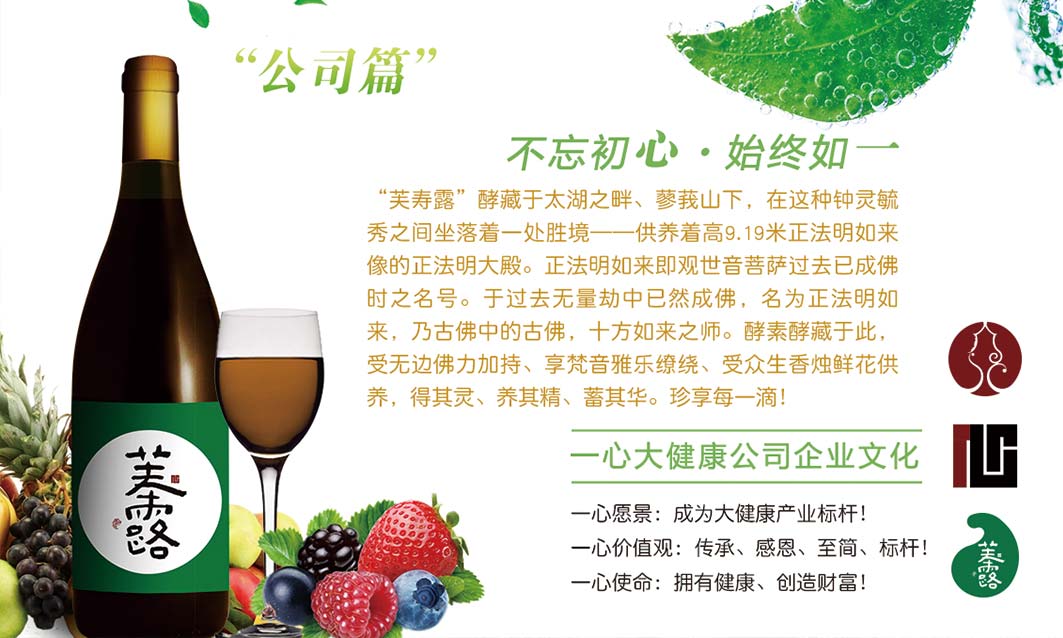 “公司篇”
不忘初心·始终如一
“芙寿露”酵藏于太湖之畔、蓼莪山下，在这种钟灵毓
秀之间坐落着一处胜境——供养着高9.19米正法明如来
像的正法明大殿。正法明如来即观世音菩萨过去已成佛
时之名号。于过去无量劫中已然成佛，名为正法明如
来，乃古佛中的古佛，十方如来之师。酵素酵藏于此，
受无边佛力加持、享梵音雅乐缭绕、受众生香烛鲜花供
养，得其灵、养其精、蓄其华。珍享每一滴！
一心大健康公司企业文化
一心愿景：成为大健康产业标杆！
一心价值观：传承、感恩、至简、标杆！
一心使命：拥有健康、创造财富！